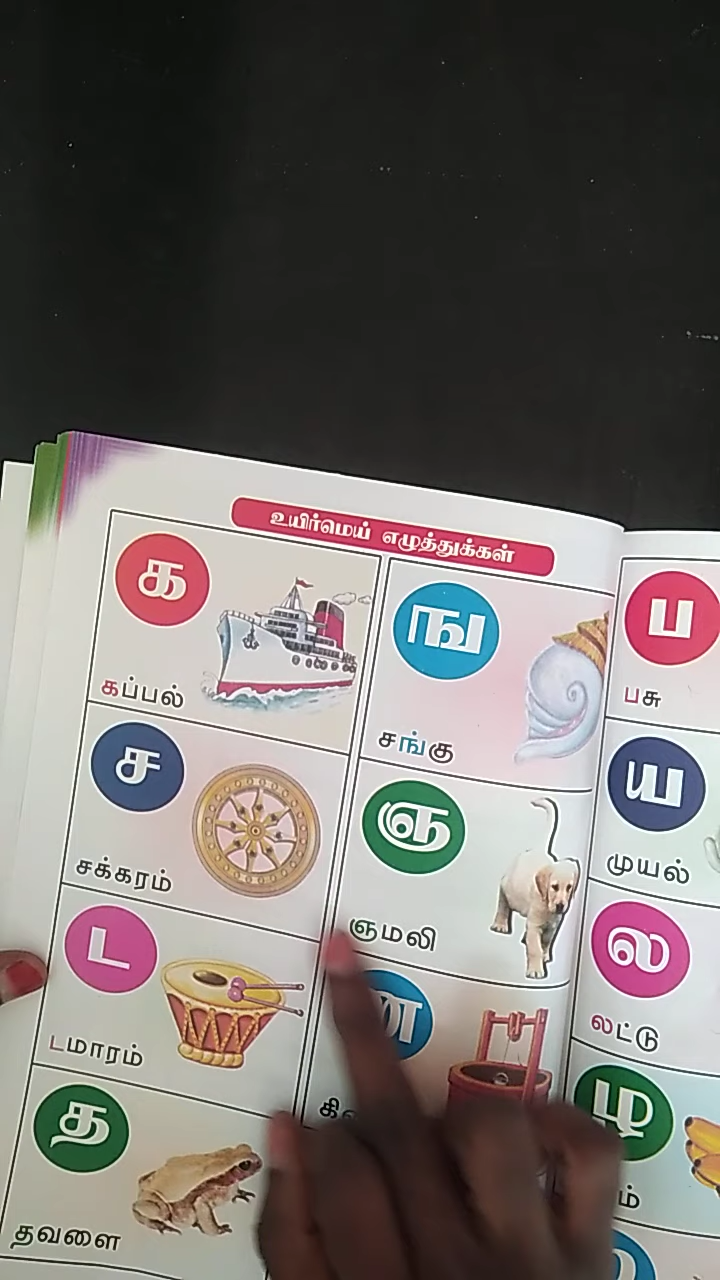 உயிர்மெய் எழுத்துக்கள்
க
கப்பல்
ங
சங்கு
ச
சக்கரம்
ஞ
ஞமலி
ட
டமாரம்
த
தவளை
ப
பசு
ய
முயல்
ல
லட்டு
ழ